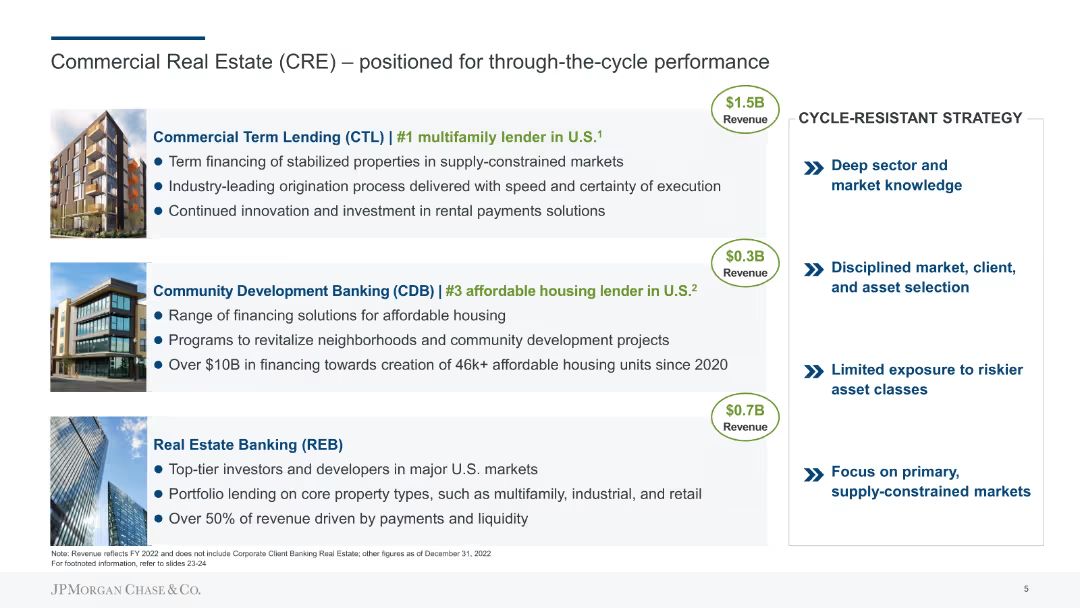 Commercial Real Estate (CRE) – positioned for through-the-cycle performance
$1.5B
Revenue
Commercial Term Lending (CTL) | #1 multifamily lender in U.S.¹
● Term financing of stabilized properties in supply-constrained markets
● Industry-leading origination process delivered with speed and certainty of execution
● Continued innovation and investment in rental payments solutions
$0.3B
Revenue
Community Development Banking (CDB) | #3 affordable housing lender in U.S.²
● Range of financing solutions for affordable housing
● Programs to revitalize neighborhoods and community development projects
● Over $10B in financing towards creation of 46k+ affordable housing units since 2020
$0.7B
Revenue
Real Estate Banking (REB)
● Top-tier investors and developers in major U.S. markets
● Portfolio lending on core property types, such as multifamily, industrial, and retail
● Over 50% of revenue driven by payments and liquidity
CYCLE-RESISTANT STRATEGY
Deep sector and
market knowledge
Disciplined market, client,
and asset selection
Limited exposure to riskier
asset classes
Focus on primary,
supply-constrained markets
Note: Revenue reflects FY 2022 and does not include Corporate Client Banking Real Estate; other figures as of December 31, 2022
For footnoted information, refer to slides 23-24
JPMORGAN CHASE & CO.
5